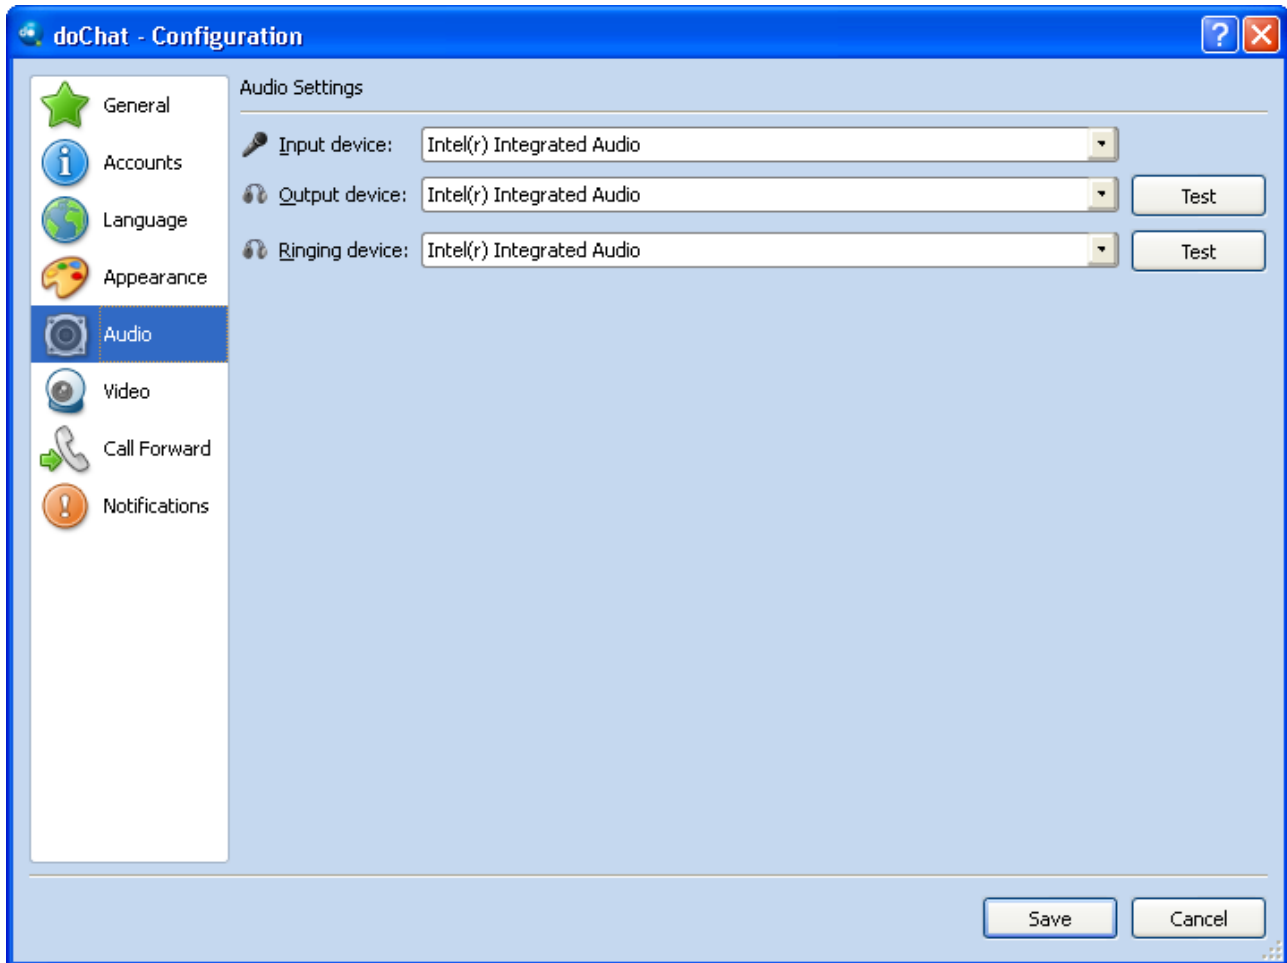 doChat - Configuration
General
Accounts
Language
Appearance
Audio
Video
Call Forward
Notifications
Audio Settings
Input device: Intel(r) Integrated Audio
Output device: Intel(r) Integrated Audio Test
Ringing device: Intel(r) Integrated Audio Test
Save Cancel